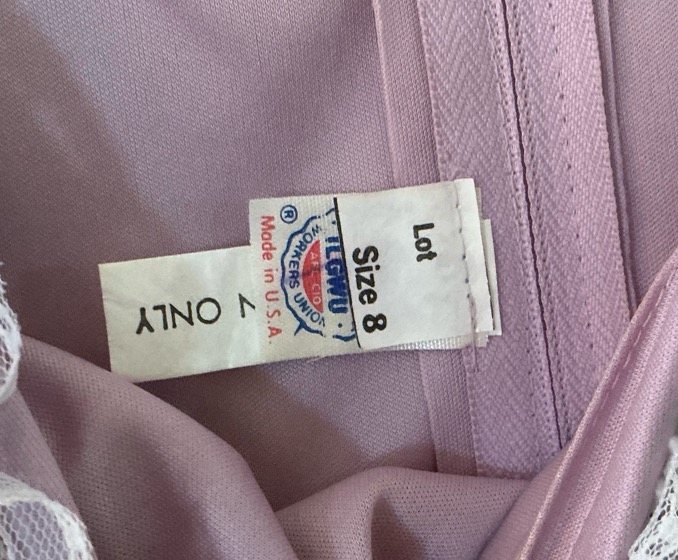 Lot
Size 8
ILGWU
AFL-CIO
WORKERS UNION
®
Made in U.S.A.
ONLY